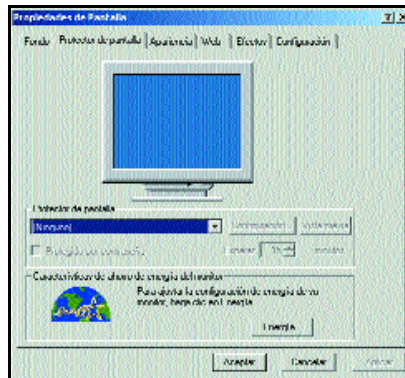 Propiedades de Pantalla
Fondo Protector de pantalla Apariencia Web Efectos Configuración
Protector de pantalla
(Ninguno) Configuración Vista previa
Protegido por contraseña Esperar minutos
Características de ahorro de energía del monitor
Para ajustar la configuración de energía de su
monitor, haga clic en Energía
Energía
Aceptar Cancelar Aplicar